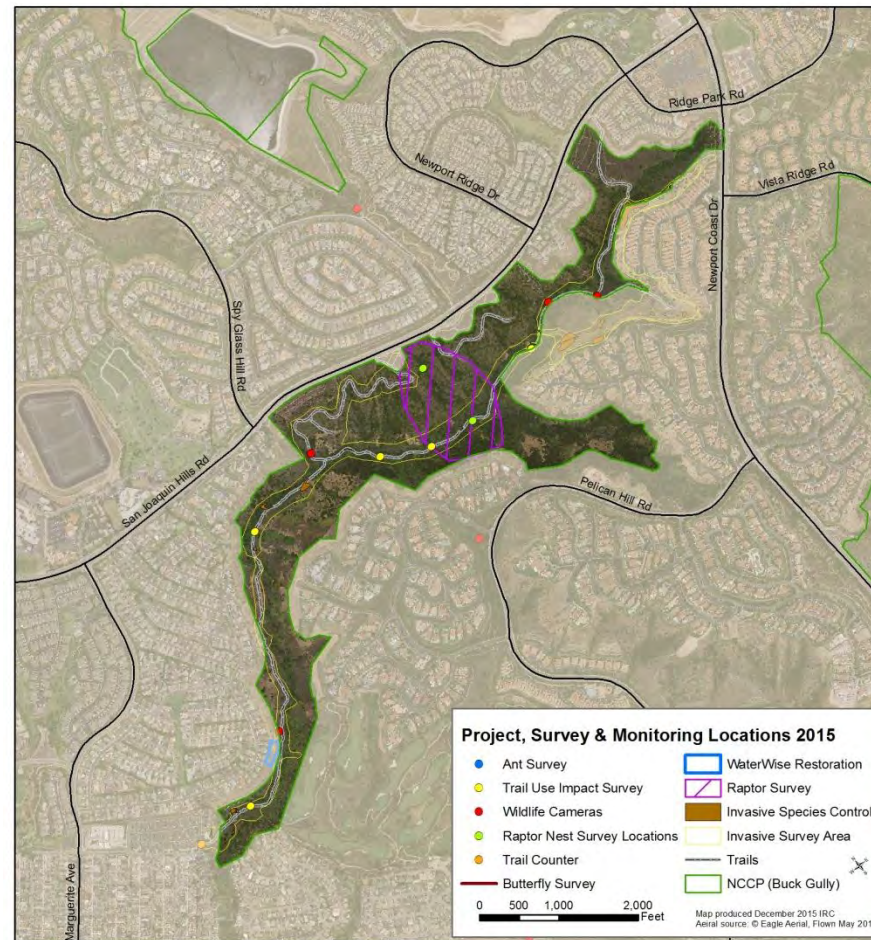 Ridge Park Rd
Newport Ridge Dr
Vista Ridge Rd
Newport Coast Dr
Spy Glass Hill Rd
San Joaquin Hills Rd
Pelican Hill Rd
Marguerite Ave
Project, Survey & Monitoring Locations 2015
Ant Survey
Trail Use Impact Survey
Wildlife Cameras
Raptor Nest Survey Locations
Trail Counter
Butterfly Survey
WaterWise Restoration
Raptor Survey
Invasive Species Control
Invasive Survey Area
Trails
NCCP (Buck Gully)
0 500 1,000 2,000
Feet
Map produced December 2015 IRC
Aeiral source: © Eagle Aerial, Flown May 201